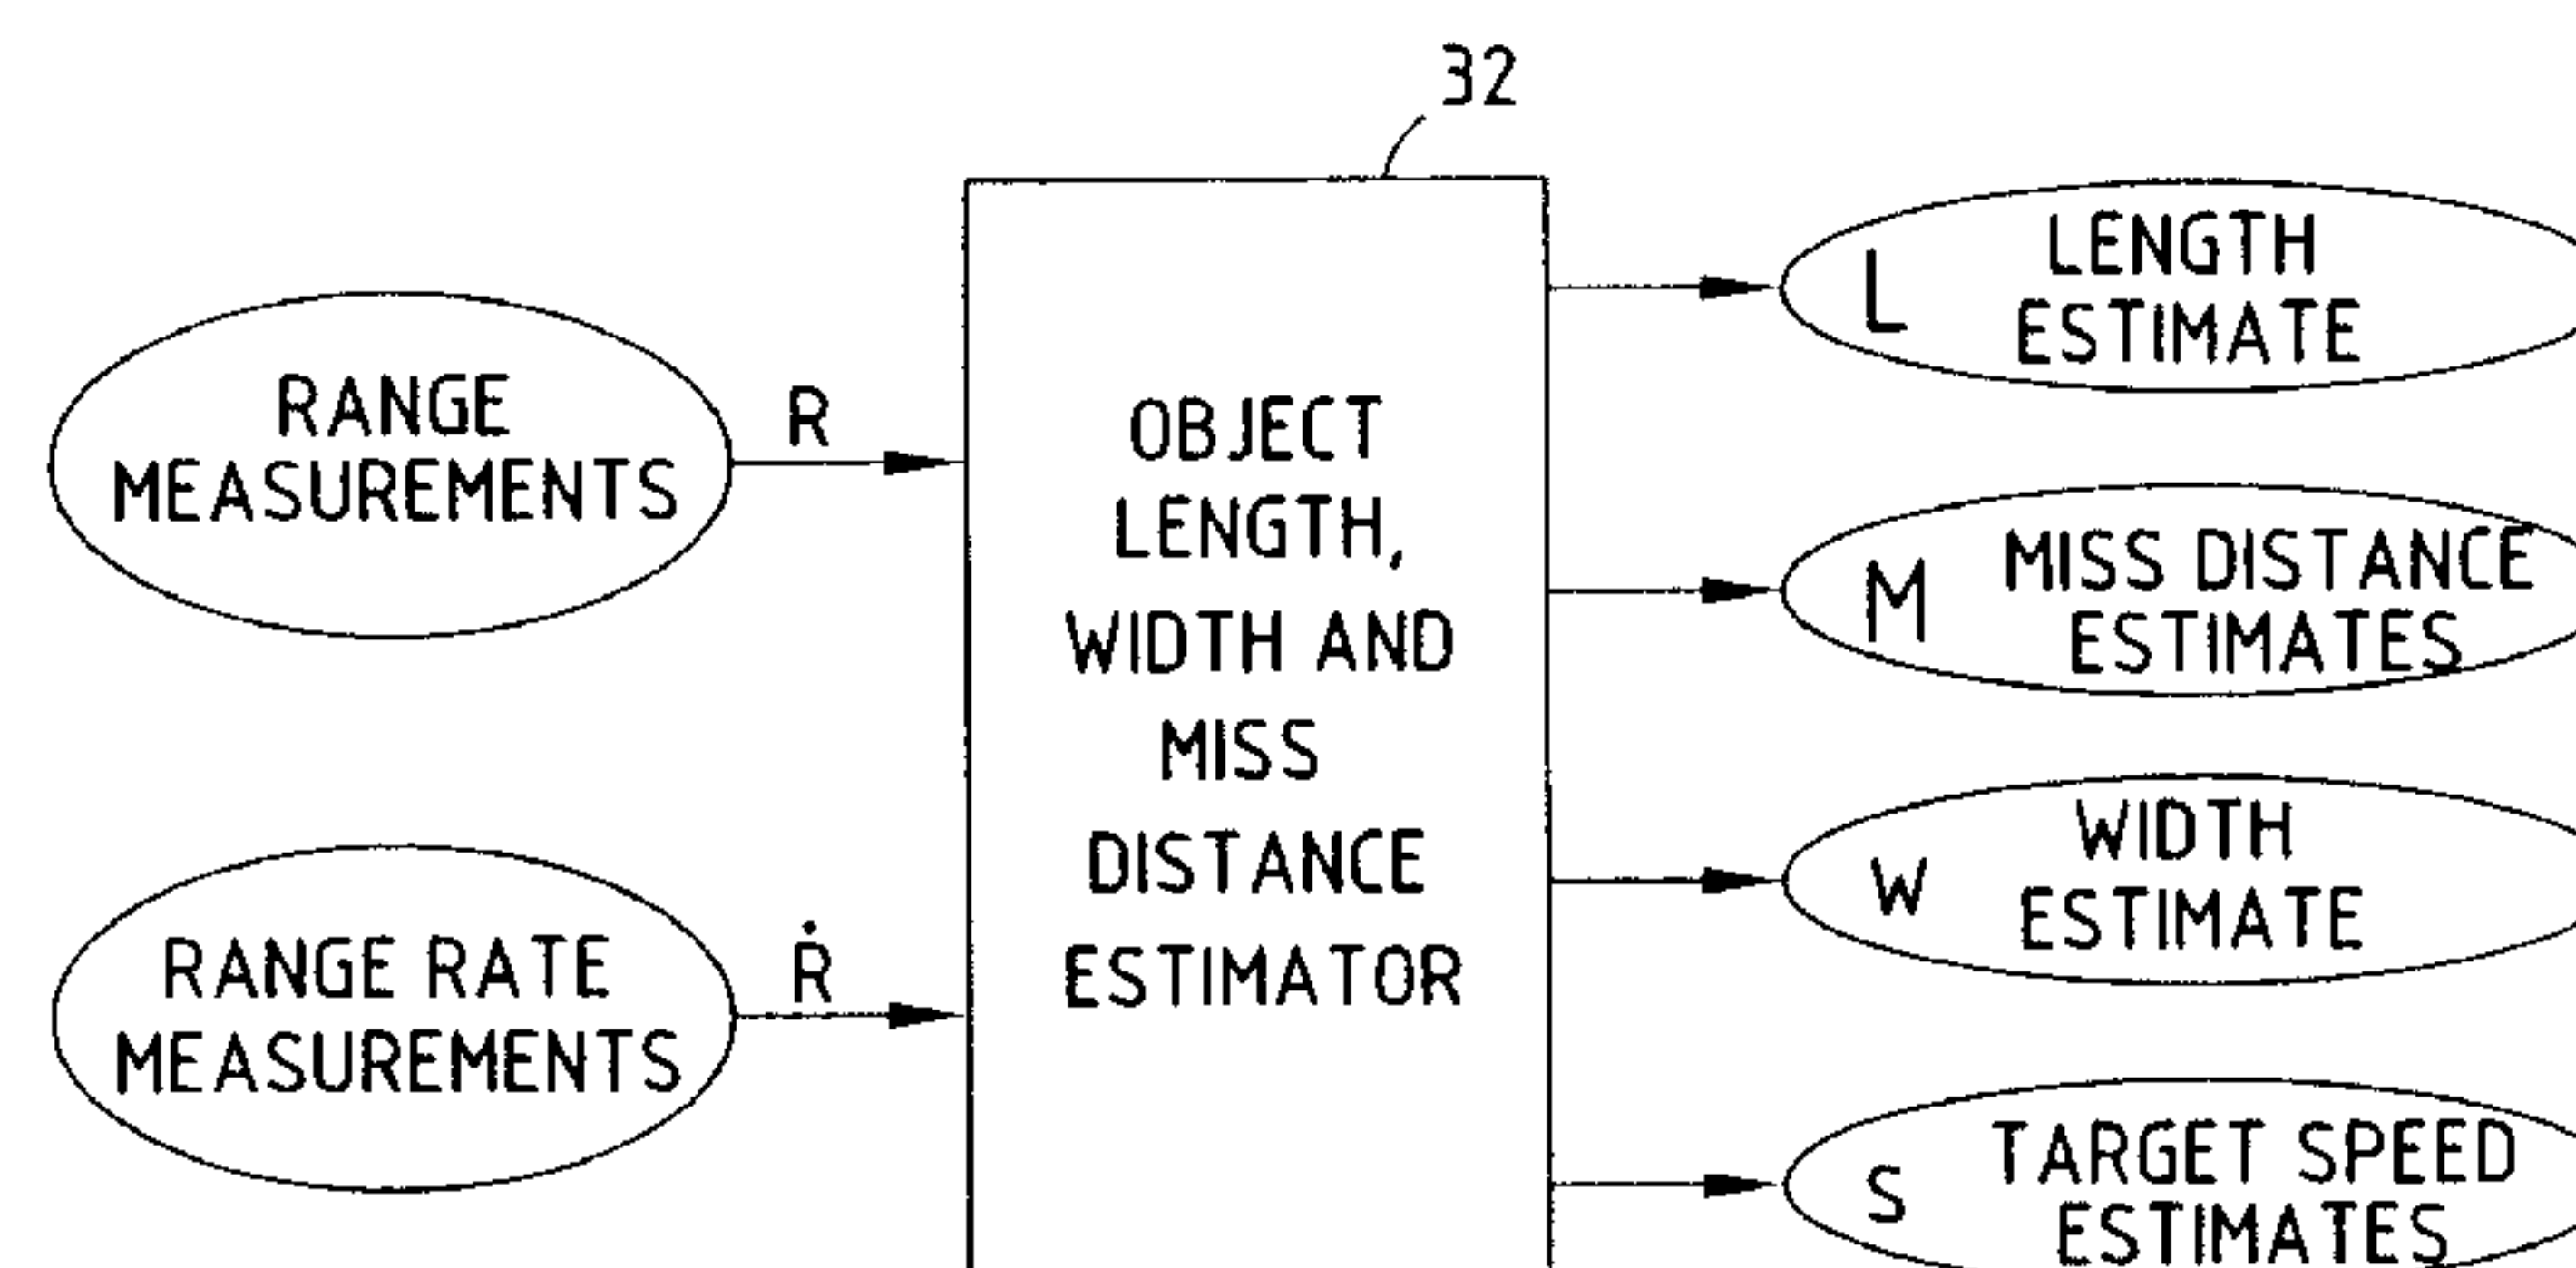 32
RANGE
MEASUREMENTS
R
RANGE RATE
MEASUREMENTS
Ṙ
OBJECT
LENGTH,
WIDTH AND
MISS
DISTANCE
ESTIMATOR
L
LENGTH
ESTIMATE
M
MISS DISTANCE
ESTIMATES
W
WIDTH
ESTIMATE
S
TARGET SPEED
ESTIMATES